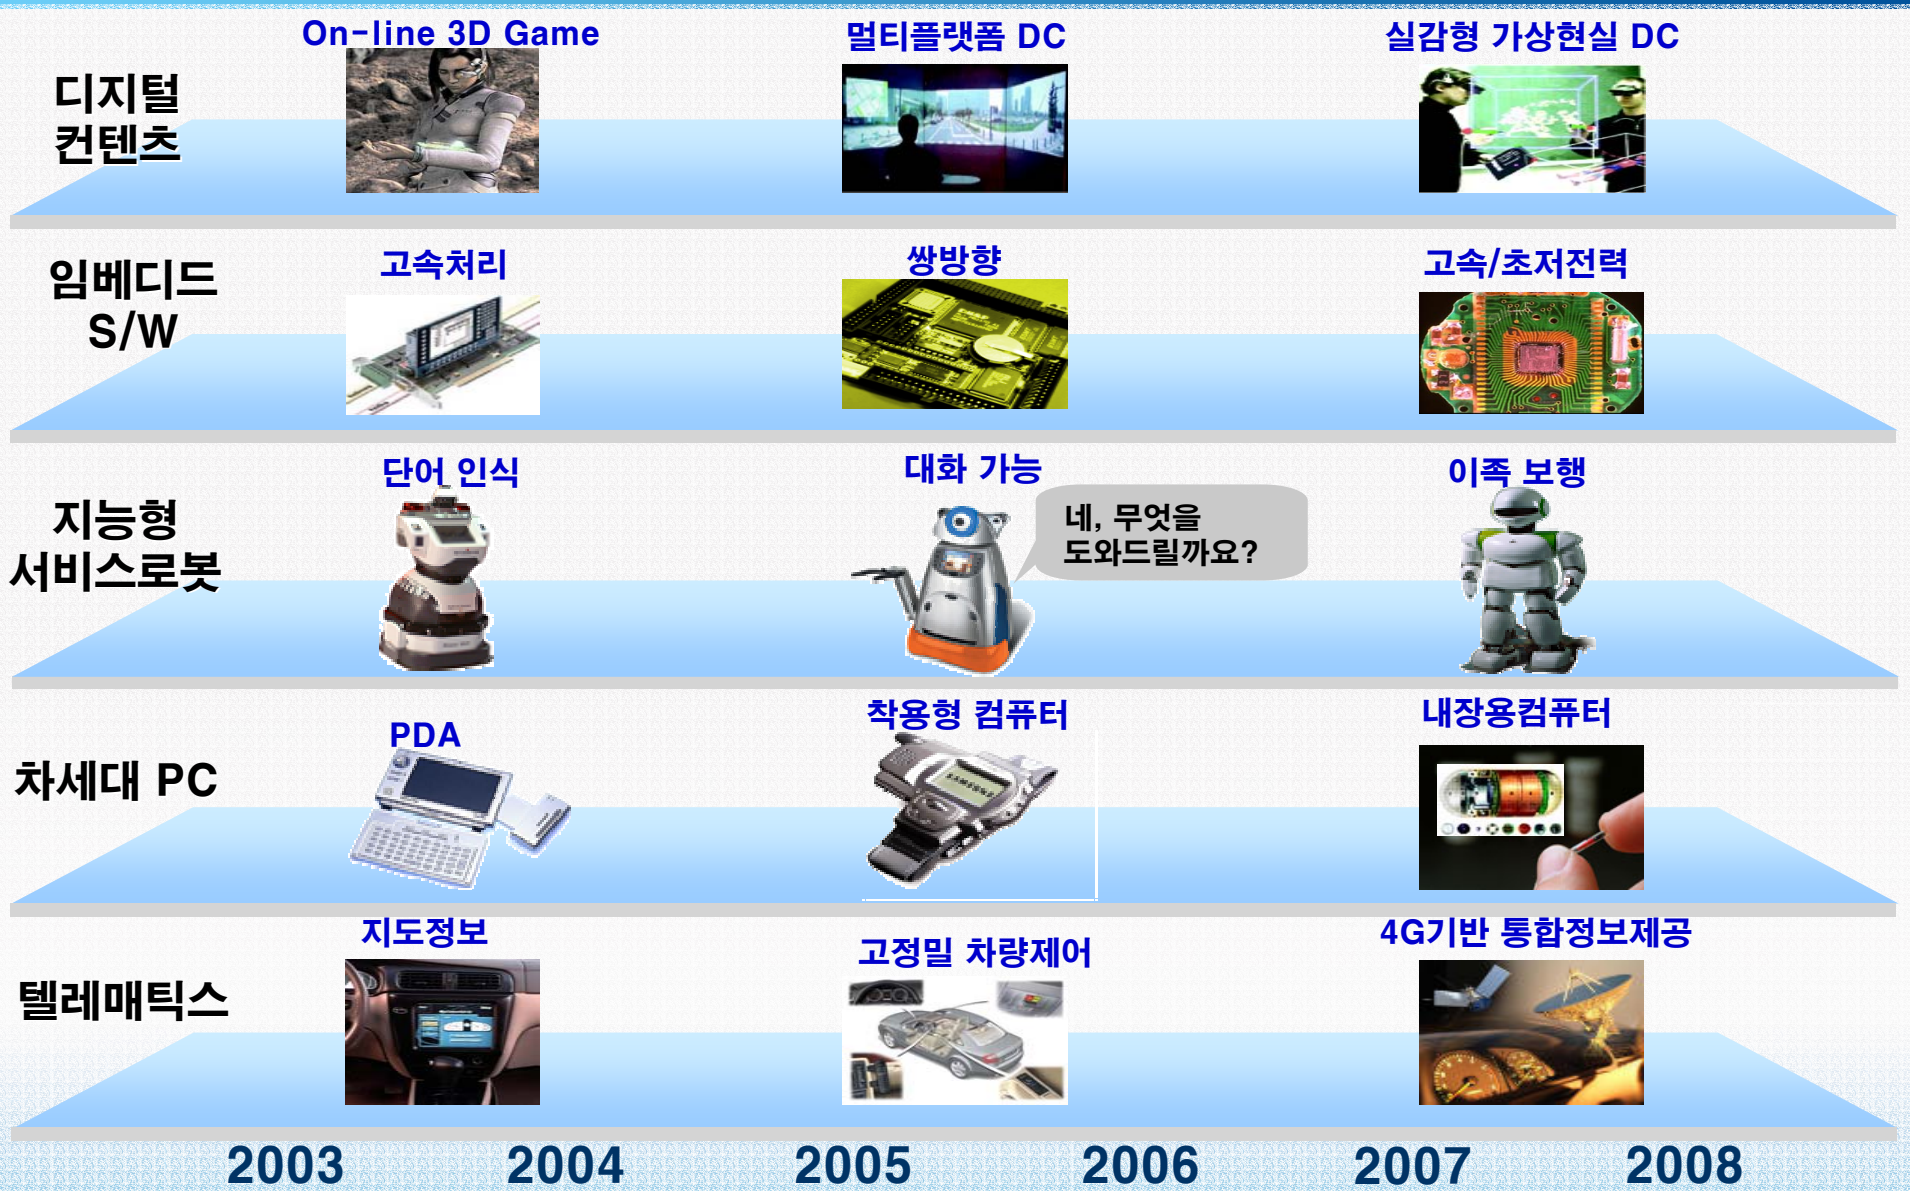 On-line 3D Game
멀티플랫폼 DC
실감형 가상현실 DC
디지털
컨텐츠
고속처리
쌍방향
고속/초저전력
임베디드
S/W
단어 인식
대화 가능
이족 보행
지능형
서비스로봇
네, 무엇을
도와드릴까요?
PDA
착용형 컴퓨터
내장용컴퓨터
차세대 PC
SAMSUNG
지도정보
고정밀 차량제어
4G기반 통합정보제공
텔레매틱스
2003
2004
2005
2006
2007
2008